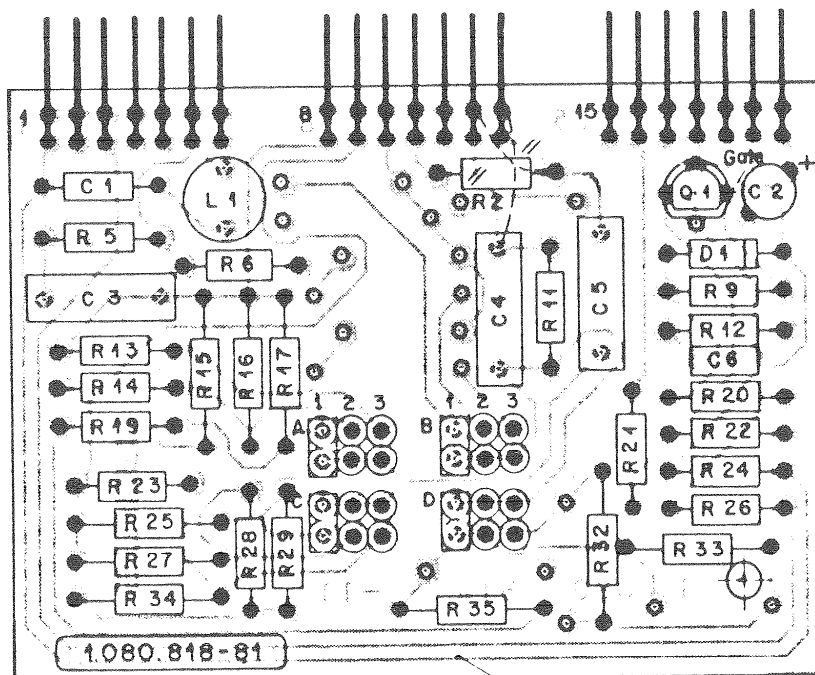 1 8 15
Gate
C 1 L 1 R 2 Q 1 C 2 +
R 5
R 6 D 1
C 3 C 4 R 11 C 5 R 9
R 12
R 13 R 15 R 16 R 17 C 6
R 14 R 20
1 2 3 1 2 3
R 19 A B R 21 R 22
R 24
R 23 C D R 26
R 25
R 27 R 28 R 29 R 32 R 33
R 34 R 35
1.080.818-81